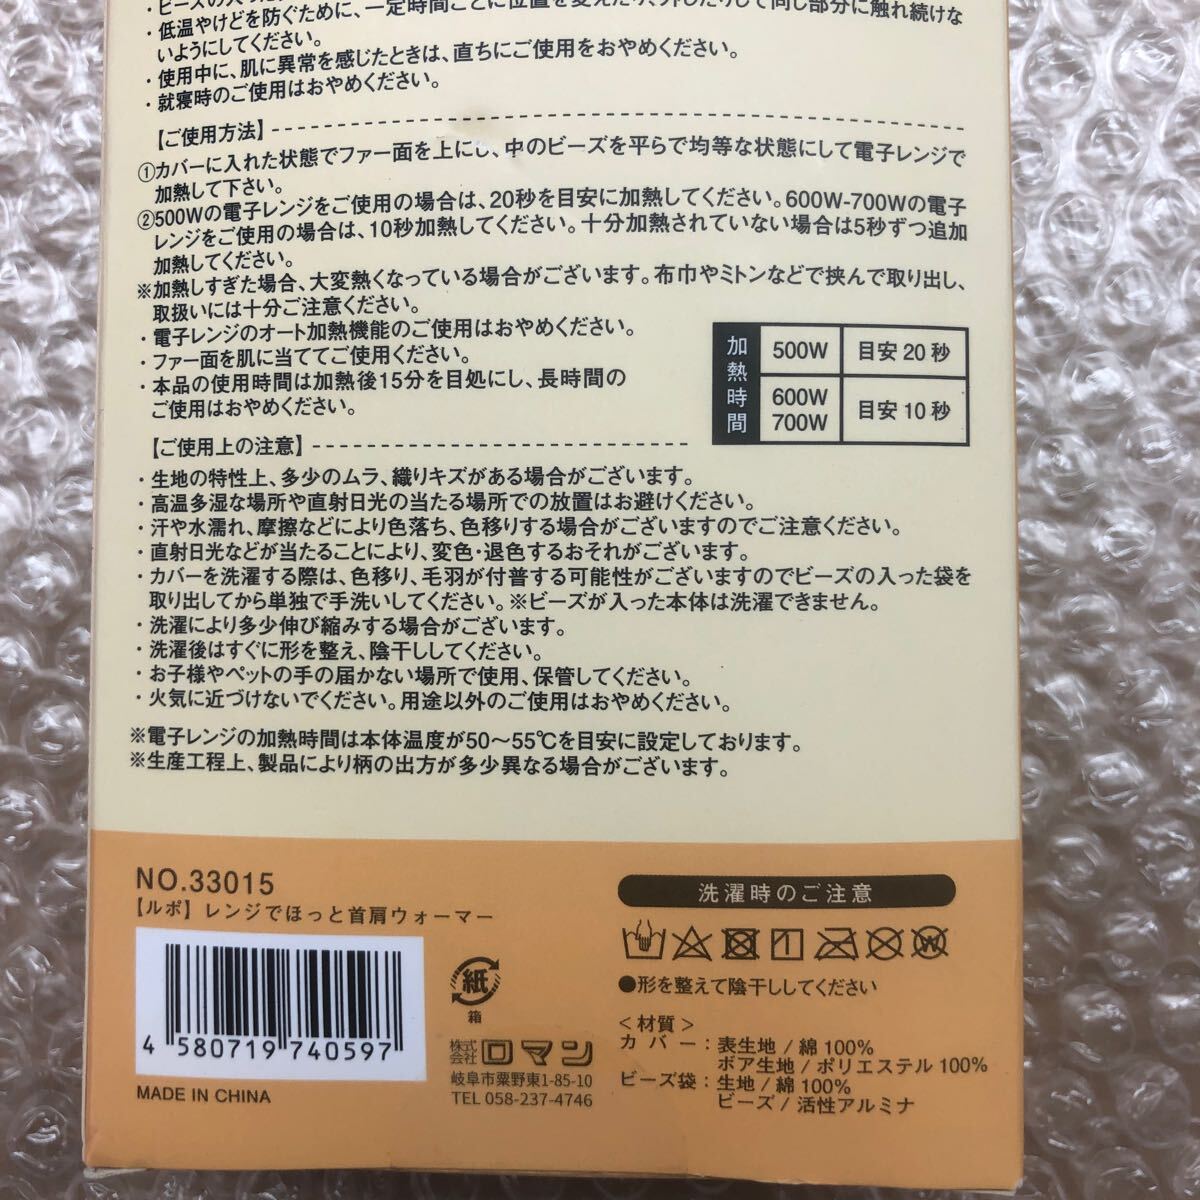 ・低温やけどを防ぐために、一定時間ごとに位置を変えたり、外したりして同じ部分に触れ続けな
いようにしてください。
・使用中に、肌に異常を感じたときは、直ちにご使用をおやめください。
・就寝時のご使用はおやめください。
【ご使用方法】
①カバーに入れた状態でファー面を上にし、中のビーズを平らで均等な状態にして電子レンジで
加熱して下さい。
②500Wの電子レンジをご使用の場合は、20秒を目安に加熱してください。600W-700Wの電子
レンジをご使用の場合は、10秒加熱してください。十分加熱されていない場合は5秒ずつ追加
加熱してください。
※加熱しすぎた場合、大変熱くなっている場合がございます。布巾やミトンなどで挟んで取り出し、
取扱いには十分ご注意ください。
・電子レンジのオート加熱機能のご使用はおやめください。
・ファー面を肌に当ててご使用ください。
・本品の使用時間は加熱後15分を目処にし、長時間の
ご使用はおやめください。
加熱時間
500W 目安20秒
600W
700W 目安10秒
【ご使用上の注意】
・生地の特性上、多少のムラ、織りキズがある場合がございます。
・高温多湿な場所や直射日光の当たる場所での放置はお避けください。
・汗や水濡れ、摩擦などにより色落ち、色移りする場合がございますのでご注意ください。
・直射日光などが当たることにより、変色・退色するおそれがございます。
・カバーを洗濯する際は、色移り、毛羽が付普する可能性がございますのでビーズの入った袋を
取り出してから単独で手洗いしてください。※ビーズが入った本体は洗濯できません。
・洗濯により多少伸び縮みする場合がございます。
・洗濯後はすぐに形を整え、陰干ししてください。
・お子様やペットの手の届かない場所で使用、保管してください。
・火気に近づけないでください。用途以外のご使用はおやめください。
※電子レンジの加熱時間は本体温度が50～55℃を目安に設定しております。
※生産工程上、製品により柄の出方が多少異なる場合がございます。
NO.33015
【ルポ】レンジでほっと首肩ウォーマー
4 580719 740597
MADE IN CHINA
紙
箱
株式会社ロマン
岐阜市粟野東1-85-10
TEL 058-237-4746
洗濯時のご注意
W
●形を整えて陰干ししてください
<材質>
カバー：表生地/綿100%
ボア生地/ポリエステル100%
ビーズ袋：生地/綿100%
ビーズ/活性アルミナ